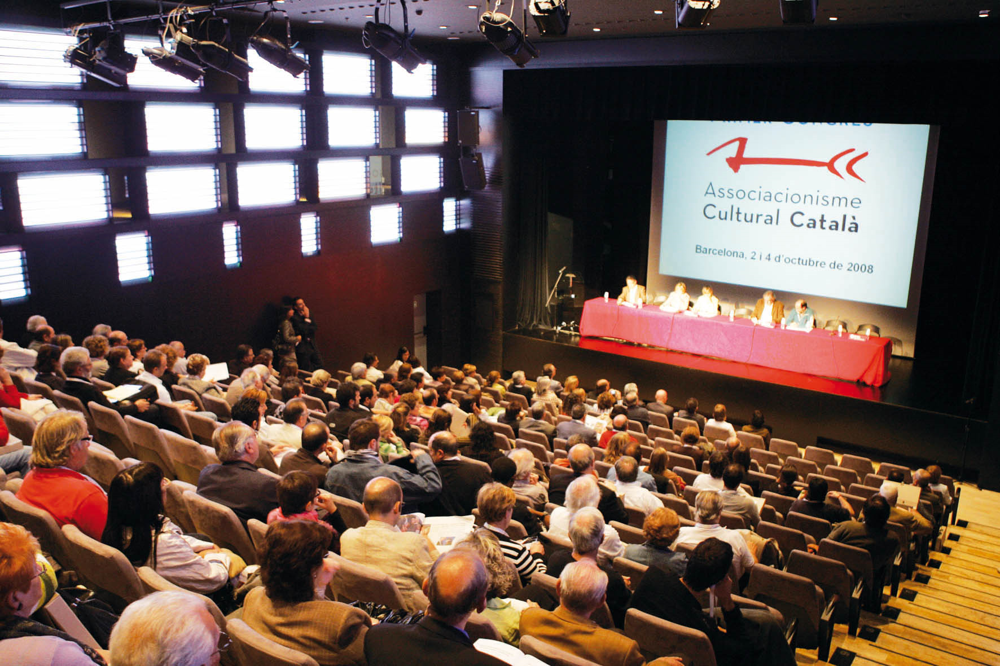 Associacionisme
Cultural Català
Barcelona, 2 i 4 d'octubre de 2008